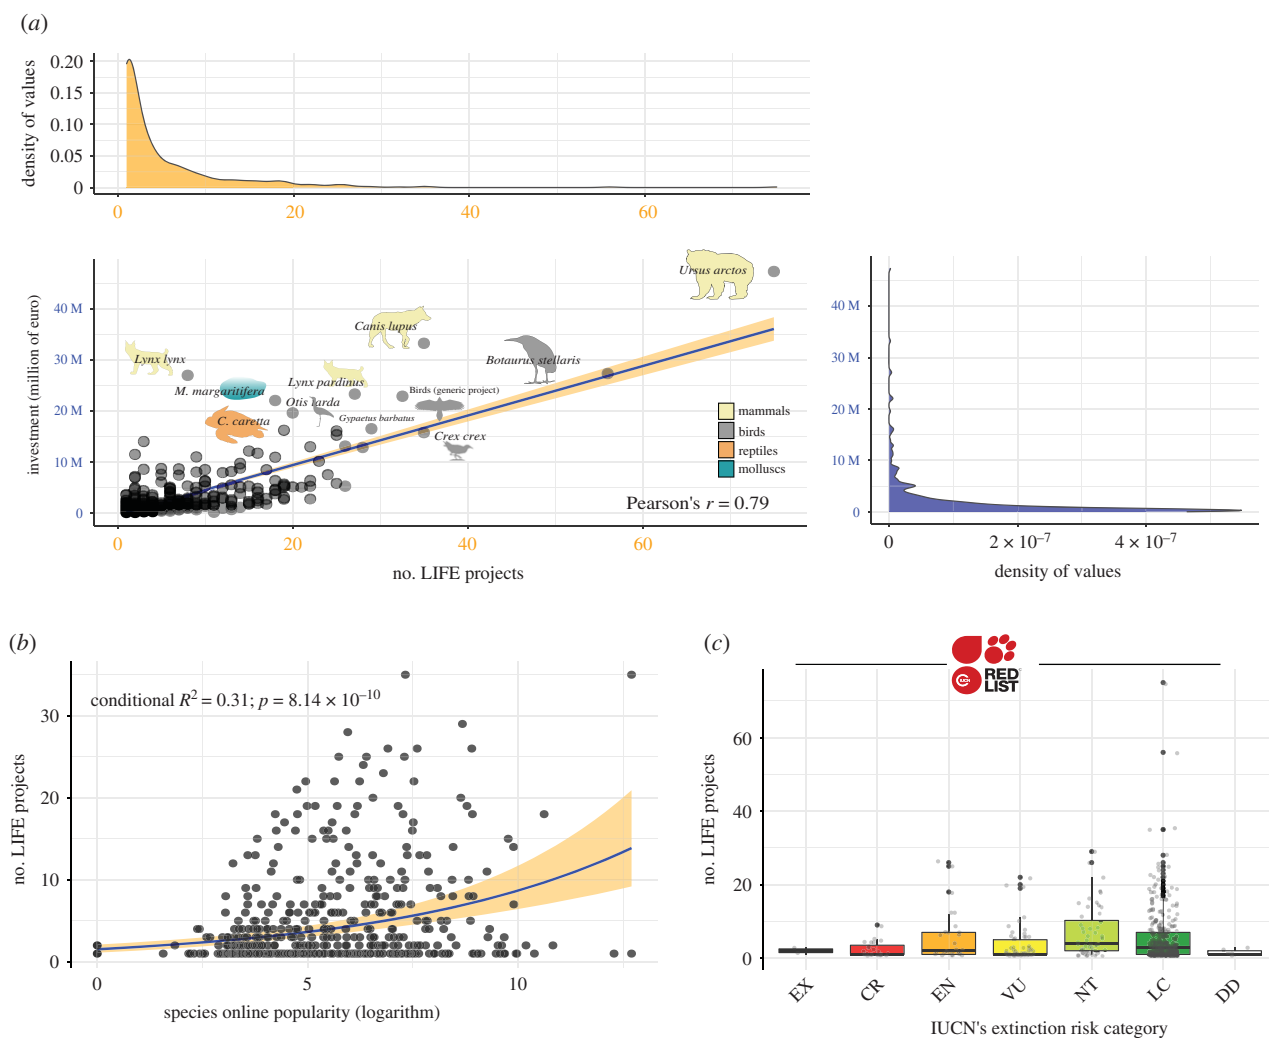 (a)
density of values
0.20
0.15
0.10
0.05
0
0 20 40 60
investment (million of euro)
40 M
30 M
20 M
10 M
0
Ursus arctos
Canis lupus
Lynx lynx
Botaurus stellaris
M. margaritifera
Lynx pardinus
Otis tarda
Birds (generic project)
C. caretta
Gypaetus barbatus
Crex crex
mammals
birds
reptiles
molluscs
Pearson's r = 0.79
0 20 40 60
no. LIFE projects
40 M
30 M
20 M
10 M
0
0 2 × 10⁻⁷ 4 × 10⁻⁷
density of values
(b)
conditional R² = 0.31; p = 8.14 × 10⁻¹⁰
no. LIFE projects
30
20
10
0
0 5 10
species online popularity (logarithm)
(c)
IUCN
RED
LIST
no. LIFE projects
60
40
20
0
EX CR EN VU NT LC DD
IUCN's extinction risk category